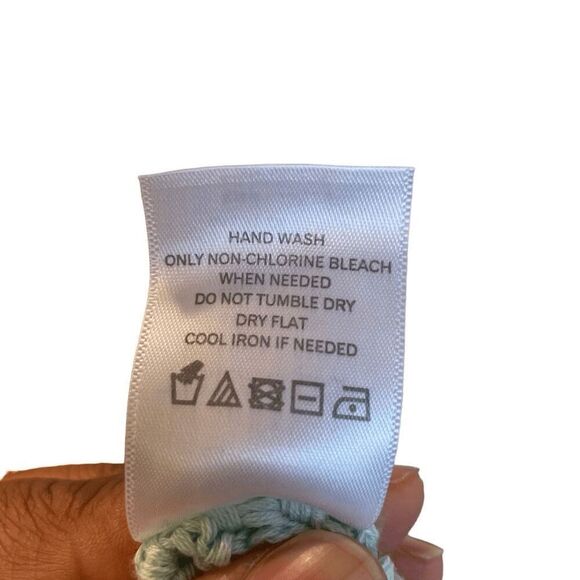 HAND WASH
ONLY NON-CHLORINE BLEACH
WHEN NEEDED
DO NOT TUMBLE DRY
DRY FLAT
COOL IRON IF NEEDED